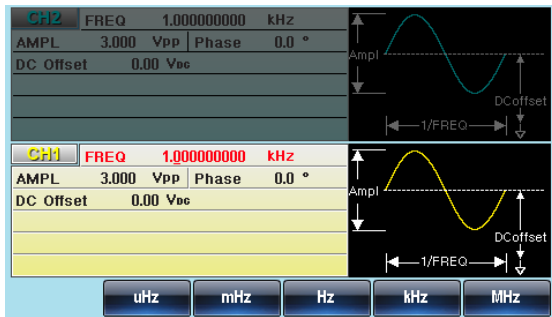 CH2 FREQ 1.000000000 kHz
AMPL 3.000 Vpp Phase 0.0 °
DC Offset 0.00 VDC
Ampl
DCoffset
1/FREQ
CH1 FREQ 1.000000000 kHz
AMPL 3.000 Vpp Phase 0.0 °
DC Offset 0.00 VDC
Ampl
DCoffset
1/FREQ
uHz mHz Hz kHz MHz